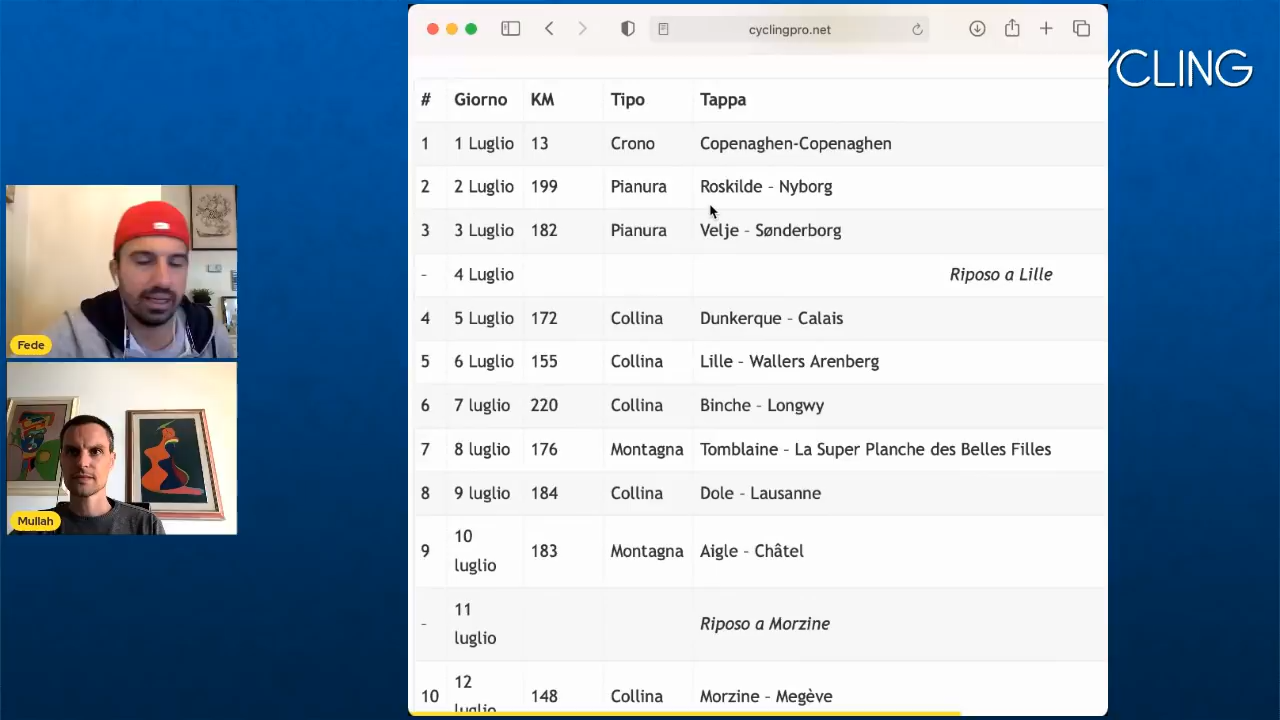 cyclingpro.net
CYCLING
# Giorno KM Tipo Tappa
1 1 Luglio 13 Crono Copenaghen-Copenaghen
2 2 Luglio 199 Pianura Roskilde - Nyborg
3 3 Luglio 182 Pianura Velje - Sønderborg
- 4 Luglio Riposo a Lille
4 5 Luglio 172 Collina Dunkerque - Calais
5 6 Luglio 155 Collina Lille - Wallers Arenberg
6 7 luglio 220 Collina Binche - Longwy
7 8 luglio 176 Montagna Tomblaine - La Super Planche des Belles Filles
8 9 luglio 184 Collina Dole - Lausanne
9 10 luglio 183 Montagna Aigle - Châtel
- 11 luglio Riposo a Morzine
10 12 luglio 148 Collina Morzine - Megève
Fede
Mullah